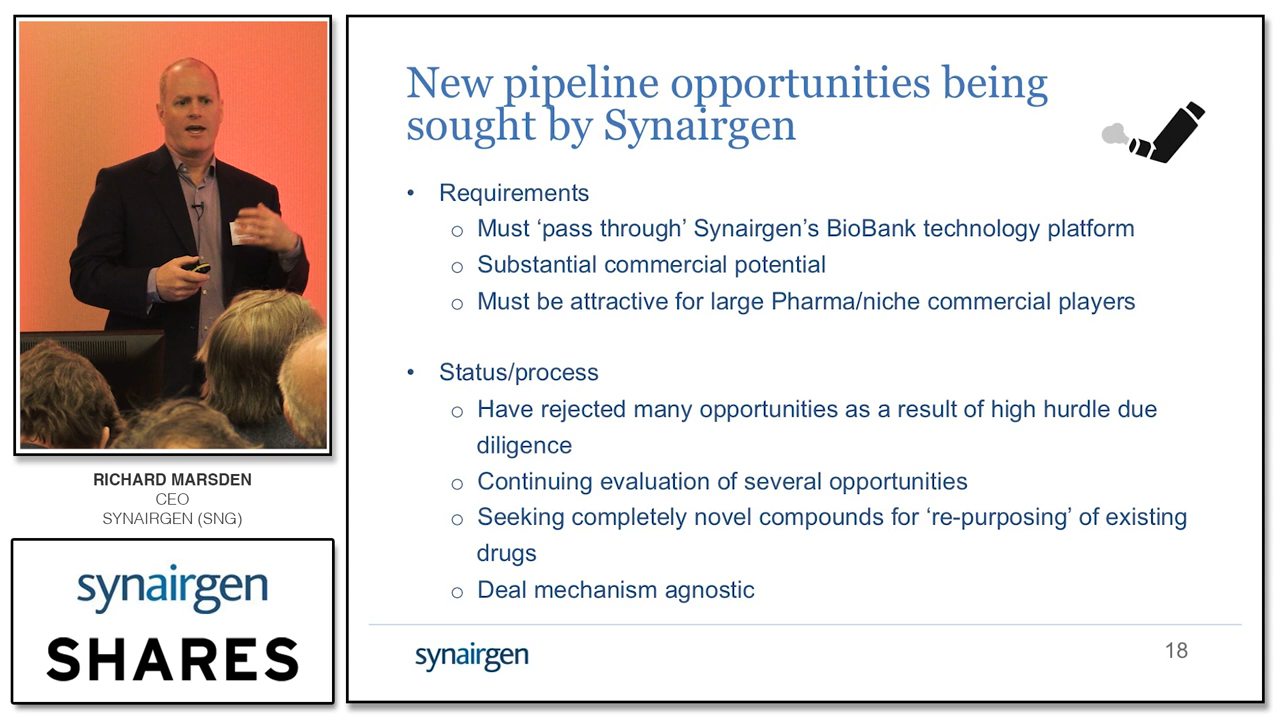 RICHARD MARSDEN
CEO
SYNAIRGEN (SNG)
synairgen
SHARES
New pipeline opportunities being
sought by Synairgen
• Requirements
o Must ‘pass through’ Synairgen’s BioBank technology platform
o Substantial commercial potential
o Must be attractive for large Pharma/niche commercial players
• Status/process
o Have rejected many opportunities as a result of high hurdle due
diligence
o Continuing evaluation of several opportunities
o Seeking completely novel compounds for ‘re-purposing’ of existing
drugs
o Deal mechanism agnostic
synairgen
18